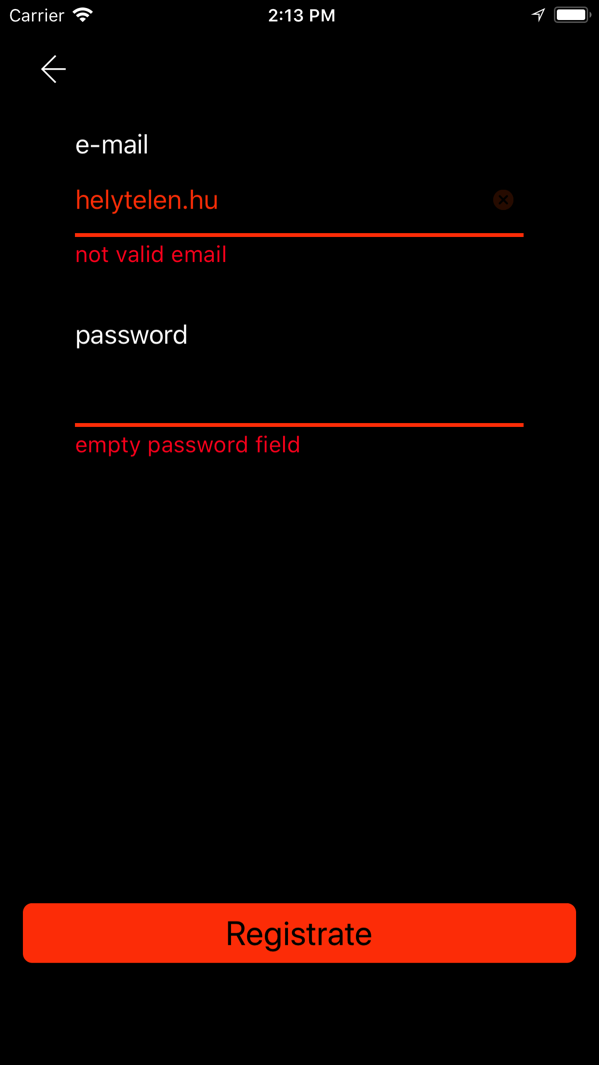 Carrier 2:13 PM
e-mail
helytelen.hu
not valid email
password
empty password field
Registrate